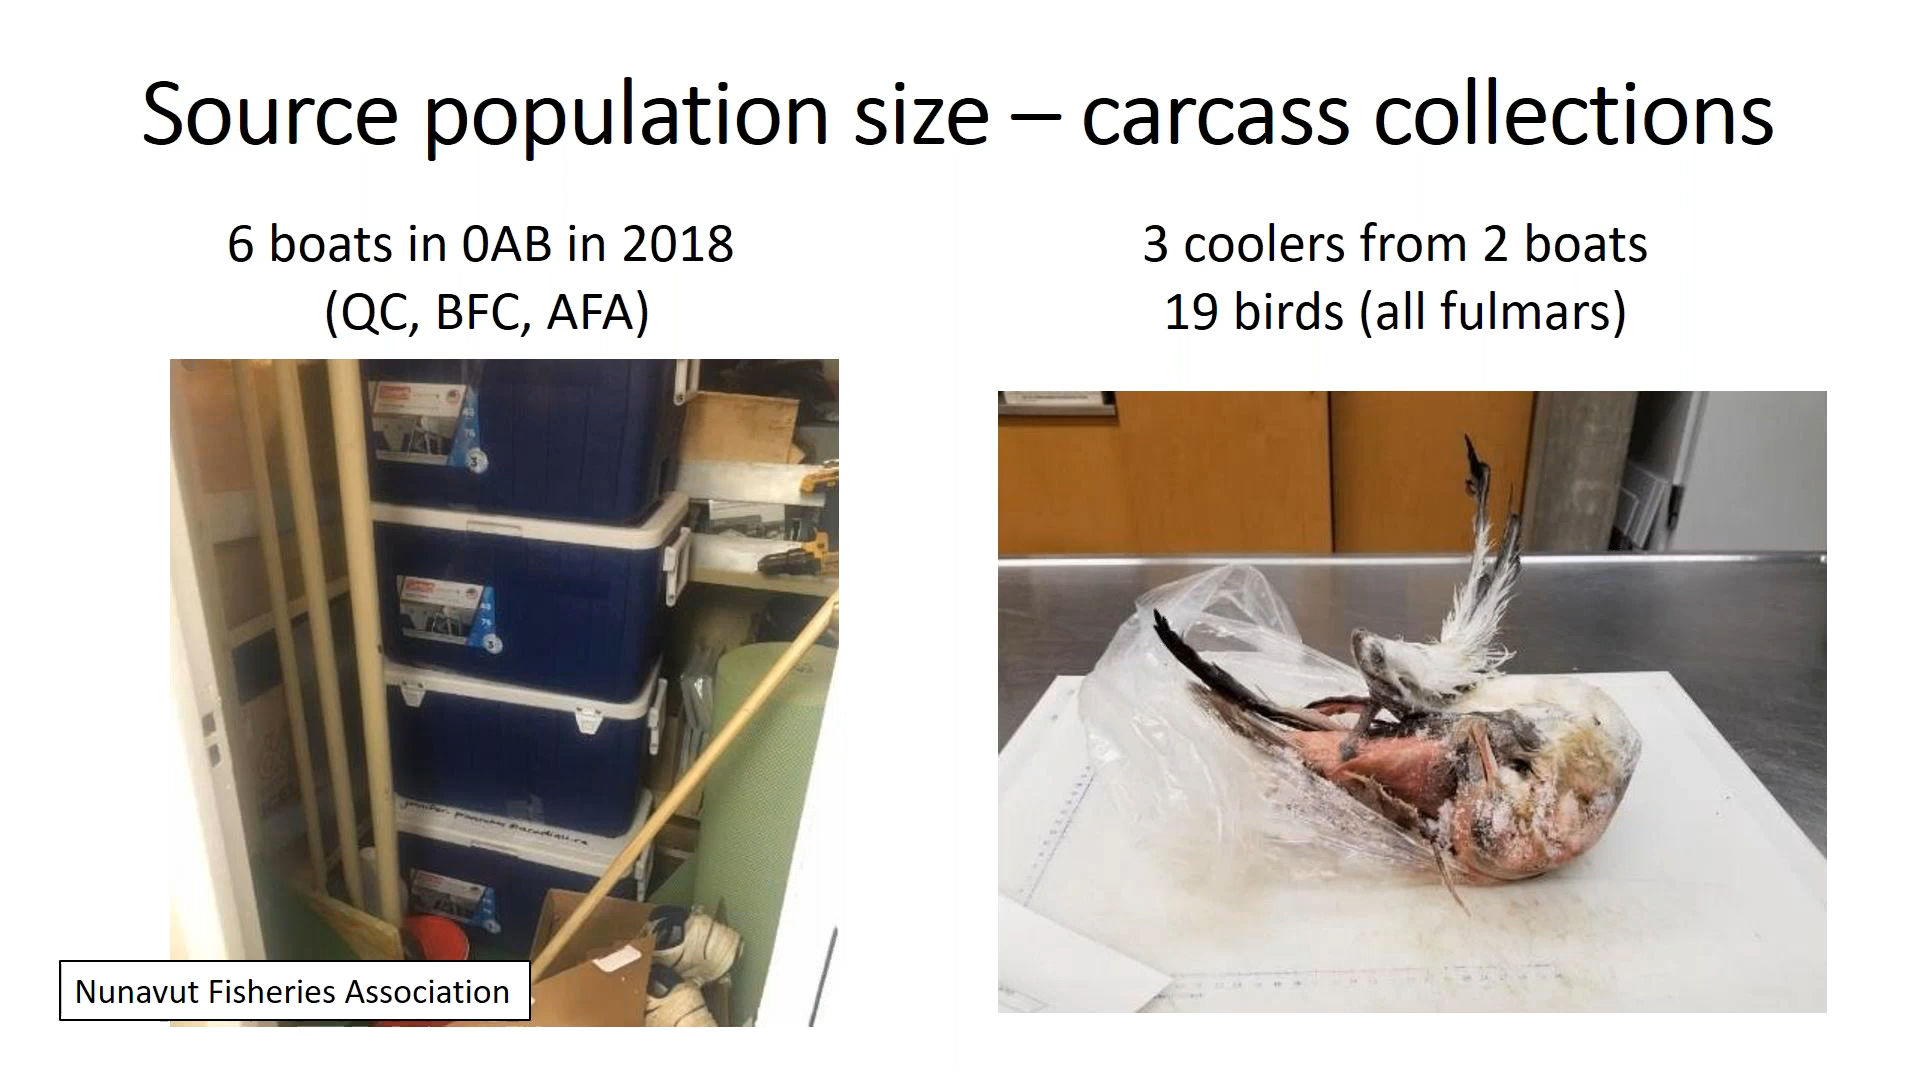 Source population size – carcass collections
6 boats in 0AB in 2018
(QC, BFC, AFA)
3 coolers from 2 boats
19 birds (all fulmars)
Nunavut Fisheries Association